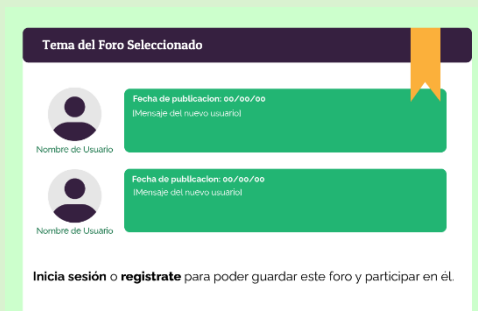 Tema del Foro Seleccionado
Fecha de publicacion: 00/00/00
[Mensaje del nuevo usuario]
Nombre de Usuario
Fecha de publicacion: 00/00/00
[Mensaje del nuevo usuario]
Nombre de Usuario
Inicia sesión o registrate para poder guardar este foro y participar en él.